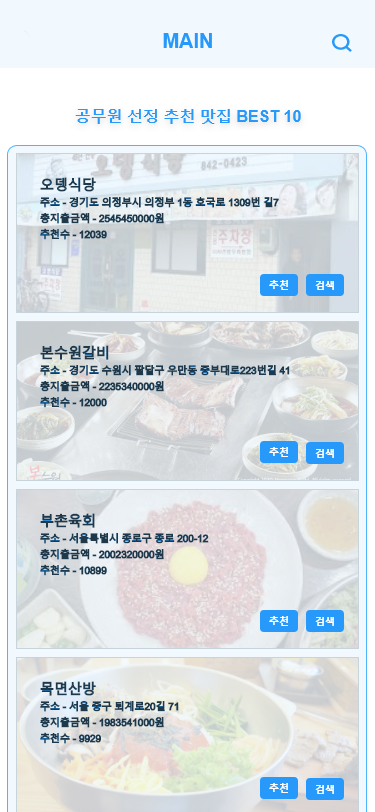 MAIN
공무원 선정 추천 맛집 BEST 10
오뎅식당
주소 - 경기도 의정부시 의정부 1동 호국로 1309번 길7
총지출금액 - 2545450000원
추천수 - 12039
642-0423
주차장
추천 검색
본수원갈비
주소 - 경기도 수원시 팔달구 우만동 중부대로223번길 41
총지출금액 - 2235340000원
추천수 - 12000
추천 검색
부촌육회
주소 - 서울특별시 종로구 종로 200-12
총지출금액 - 2002320000원
추천수 - 10899
추천 검색
목면산방
주소 - 서울 중구 퇴계로20길 71
총지출금액 - 1983541000원
추천수 - 9929
추천 검색